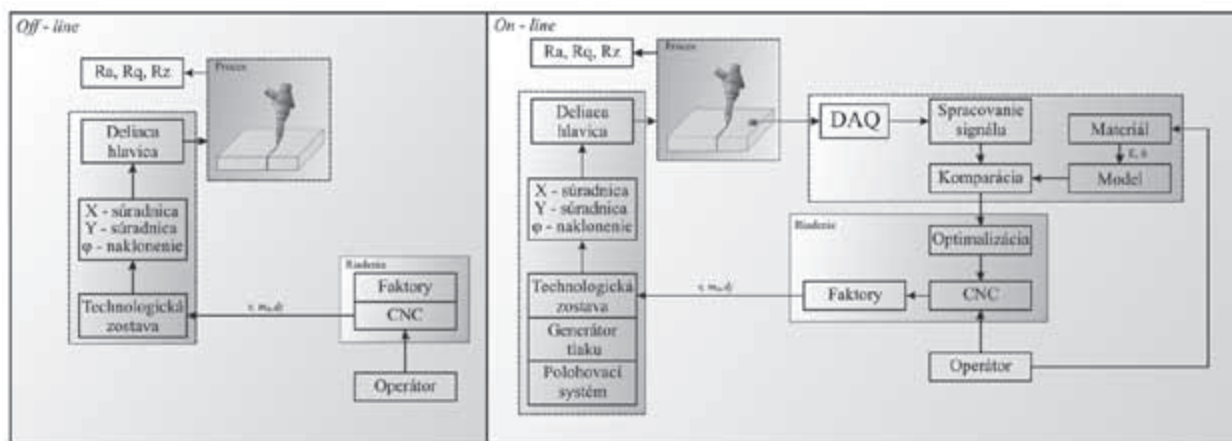 Off - line
Ra, Rq, Rz
Proces
Deliaca
hlavica
X - súradnica
Y - súradnica
φ - naklonenie
Technologická
zostava
Riadenie
Faktory
CNC
Operátor
On - line
Ra, Rq, Rz
Proces
Deliaca
hlavica
X - súradnica
Y - súradnica
φ - naklonenie
Technologická
zostava
Generátor
tlaku
Polohovací
systém
DAQ
Spracovanie
signálu
Komparácia
Materiál
Model
Riadenie
Optimalizácia
Faktory
CNC
Operátor